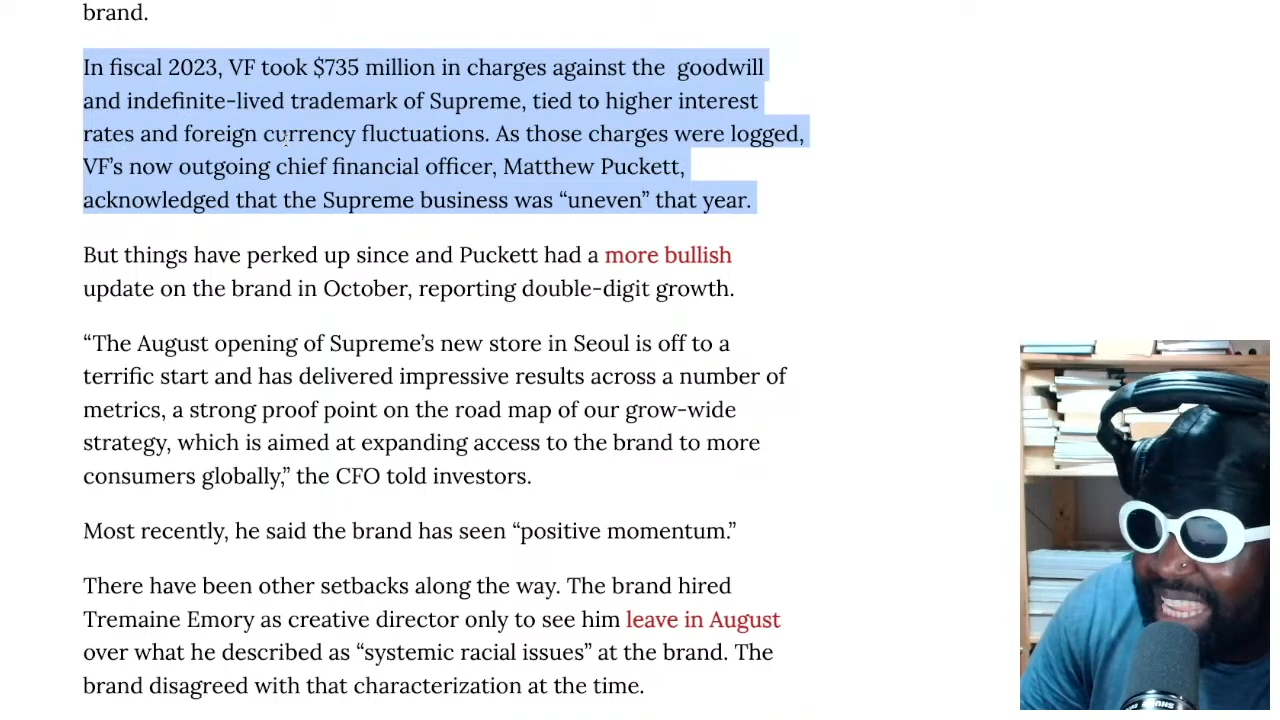 brand.
In fiscal 2023, VF took $735 million in charges against the  goodwill
and indefinite-lived trademark of Supreme, tied to higher interest
rates and foreign currency fluctuations. As those charges were logged,
VF’s now outgoing chief financial officer, Matthew Puckett,
acknowledged that the Supreme business was “uneven” that year.
But things have perked up since and Puckett had a more bullish
update on the brand in October, reporting double-digit growth.
“The August opening of Supreme’s new store in Seoul is off to a
terrific start and has delivered impressive results across a number of
metrics, a strong proof point on the road map of our grow-wide
strategy, which is aimed at expanding access to the brand to more
consumers globally,” the CFO told investors.
Most recently, he said the brand has seen “positive momentum.”
There have been other setbacks along the way. The brand hired
Tremaine Emory as creative director only to see him leave in August
over what he described as “systemic racial issues” at the brand. The
brand disagreed with that characterization at the time.